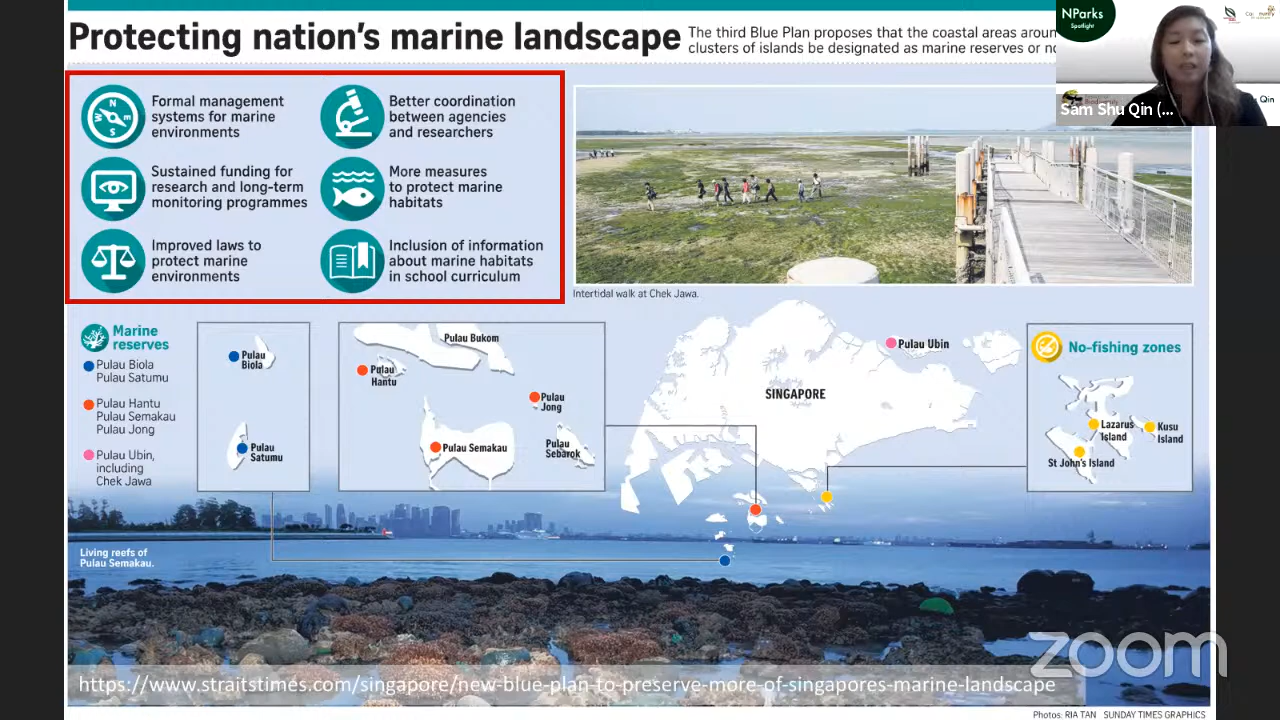 Protecting nation's marine landscape
The third Blue Plan proposes that the coastal areas aroun
clusters of islands be designated as marine reserves or no
NParks
Spotlight
Sam Shu Qin (...
Qin
Formal management
systems for marine
environments
Better coordination
between agencies
and researchers
Sustained funding for
research and long-term
monitoring programmes
More measures
to protect marine
habitats
Improved laws to
protect marine
environments
Inclusion of information
about marine habitats
in school curriculum
N
W E
S
Intertidal walk at Chek Jawa.
Marine
reserves
Pulau Biola
Pulau Satumu
Pulau Hantu
Pulau Semakau
Pulau Jong
Pulau Ubin,
including
Chek Jawa
Pulau
Biola
Pulau
Satumu
Pulau Bukom
Pulau
Hantu
Pulau
Jong
Pulau Semakau
Pulau
Sebarok
SINGAPORE
Pulau Ubin
No-fishing zones
Lazarus
Island
Kusu
Island
St John's Island
Living reefs of
Pulau Semakau.
zoom
https://www.straitstimes.com/singapore/new-blue-plan-to-preserve-more-of-singapores-marine-landscape
Photos: RIA TAN SUNDAY TIMES GRAPHICS